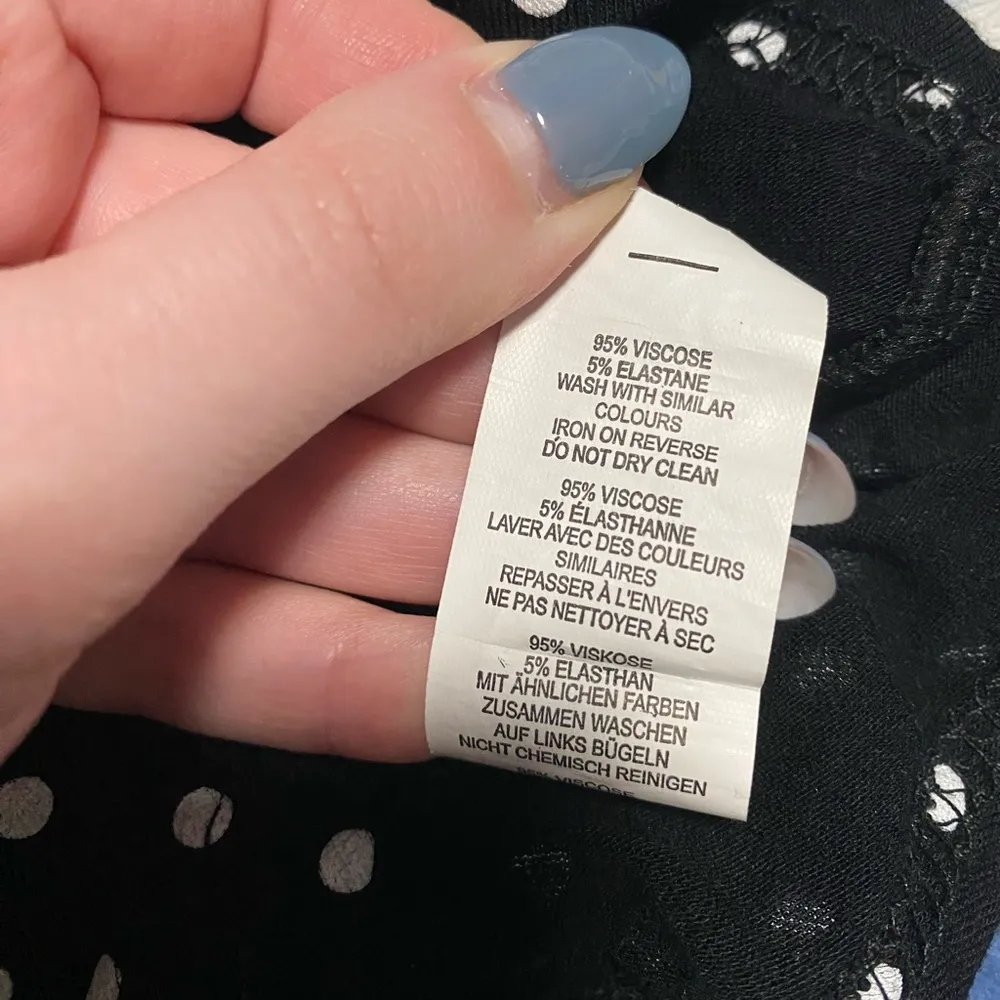 95% VISCOSE
5% ELASTANE
WASH WITH SIMILAR
COLOURS
IRON ON REVERSE
DO NOT DRY CLEAN
95% VISCOSE
5% ÉLASTHANNE
LAVER AVEC DES COULEURS
SIMILAIRES
REPASSER À L'ENVERS
NE PAS NETTOYER À SEC
95% VISKOSE
5% ELASTHAN
MIT ÄHNLICHEN FARBEN
ZUSAMMEN WASCHEN
AUF LINKS BÜGELN
NICHT CHEMISCH REINIGEN
95% VISCOSE